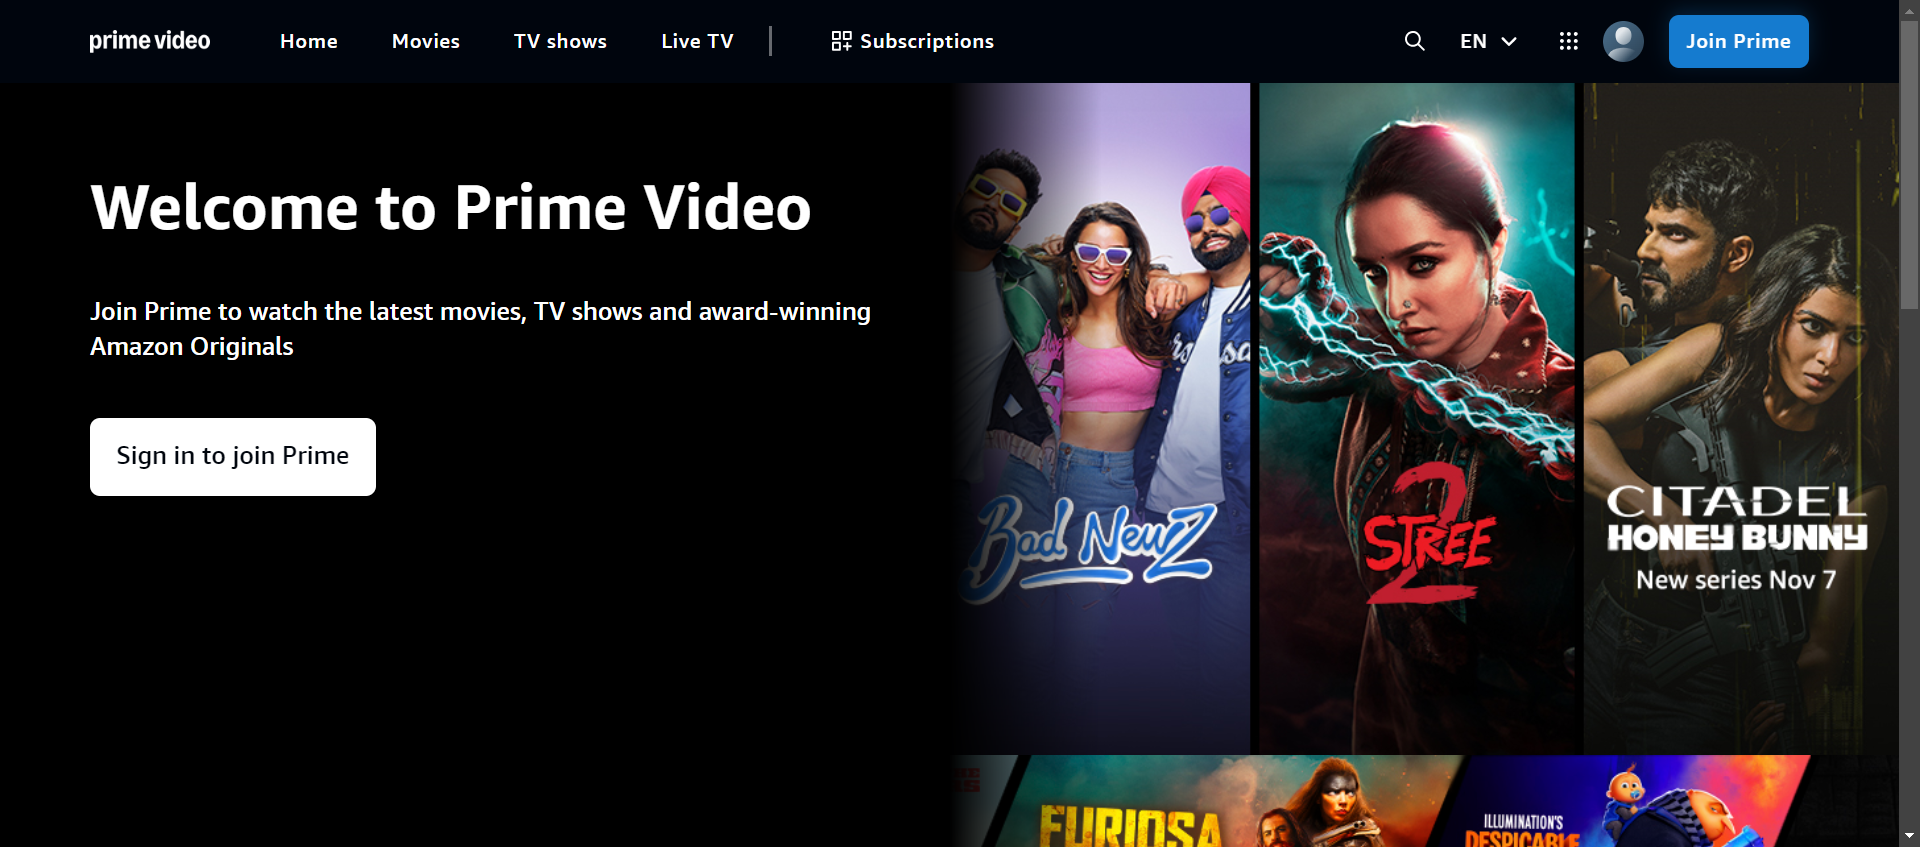 prime video
Home
Movies
TV shows
Live TV
Subscriptions
EN
Join Prime
Welcome to Prime Video
Join Prime to watch the latest movies, TV shows and award-winning
Amazon Originals
Sign in to join Prime
Bad Newz
STREE
2
CITADEL
HONEY BUNNY
New series Nov 7
FURIOSA
ILLUMINATION'S
DESPICABLE